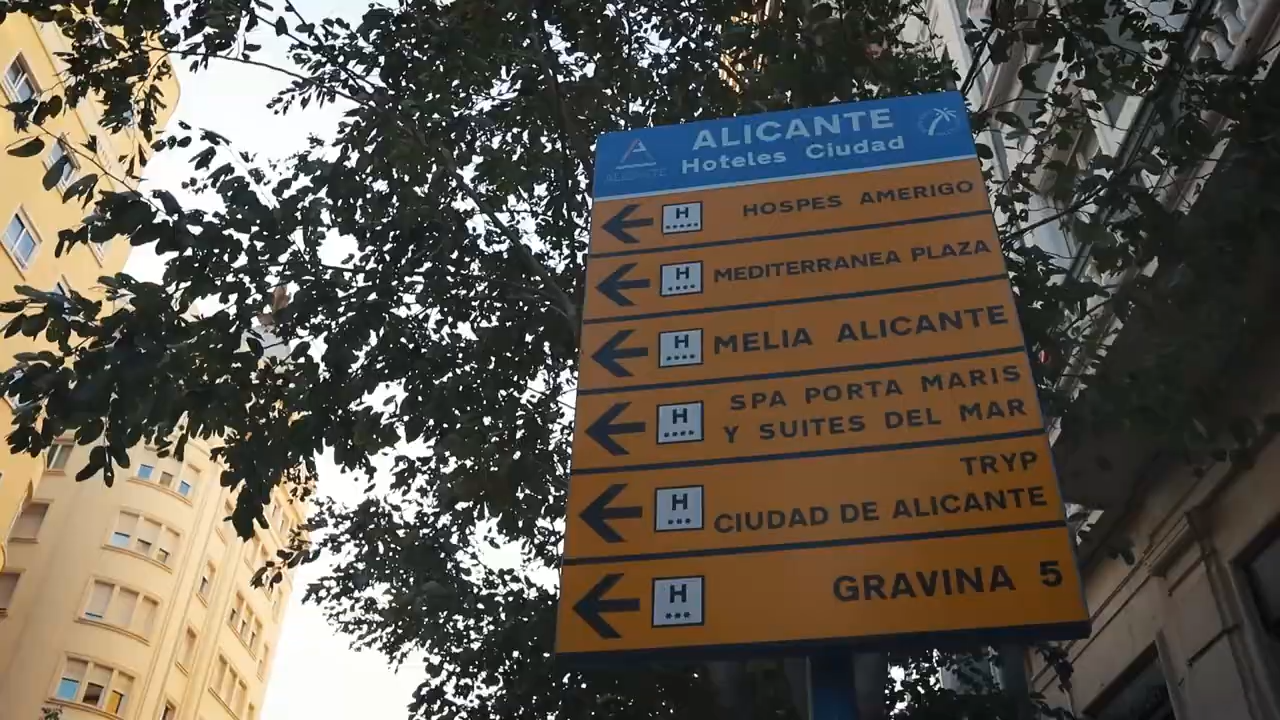 ALICANTE
Hoteles Ciudad
ALICANTE
H HOSPES AMERIGO
H MEDITERRANEA PLAZA
H MELIA ALICANTE
H SPA PORTA MARIS
Y SUITES DEL MAR
H TRYP
CIUDAD DE ALICANTE
H GRAVINA 5